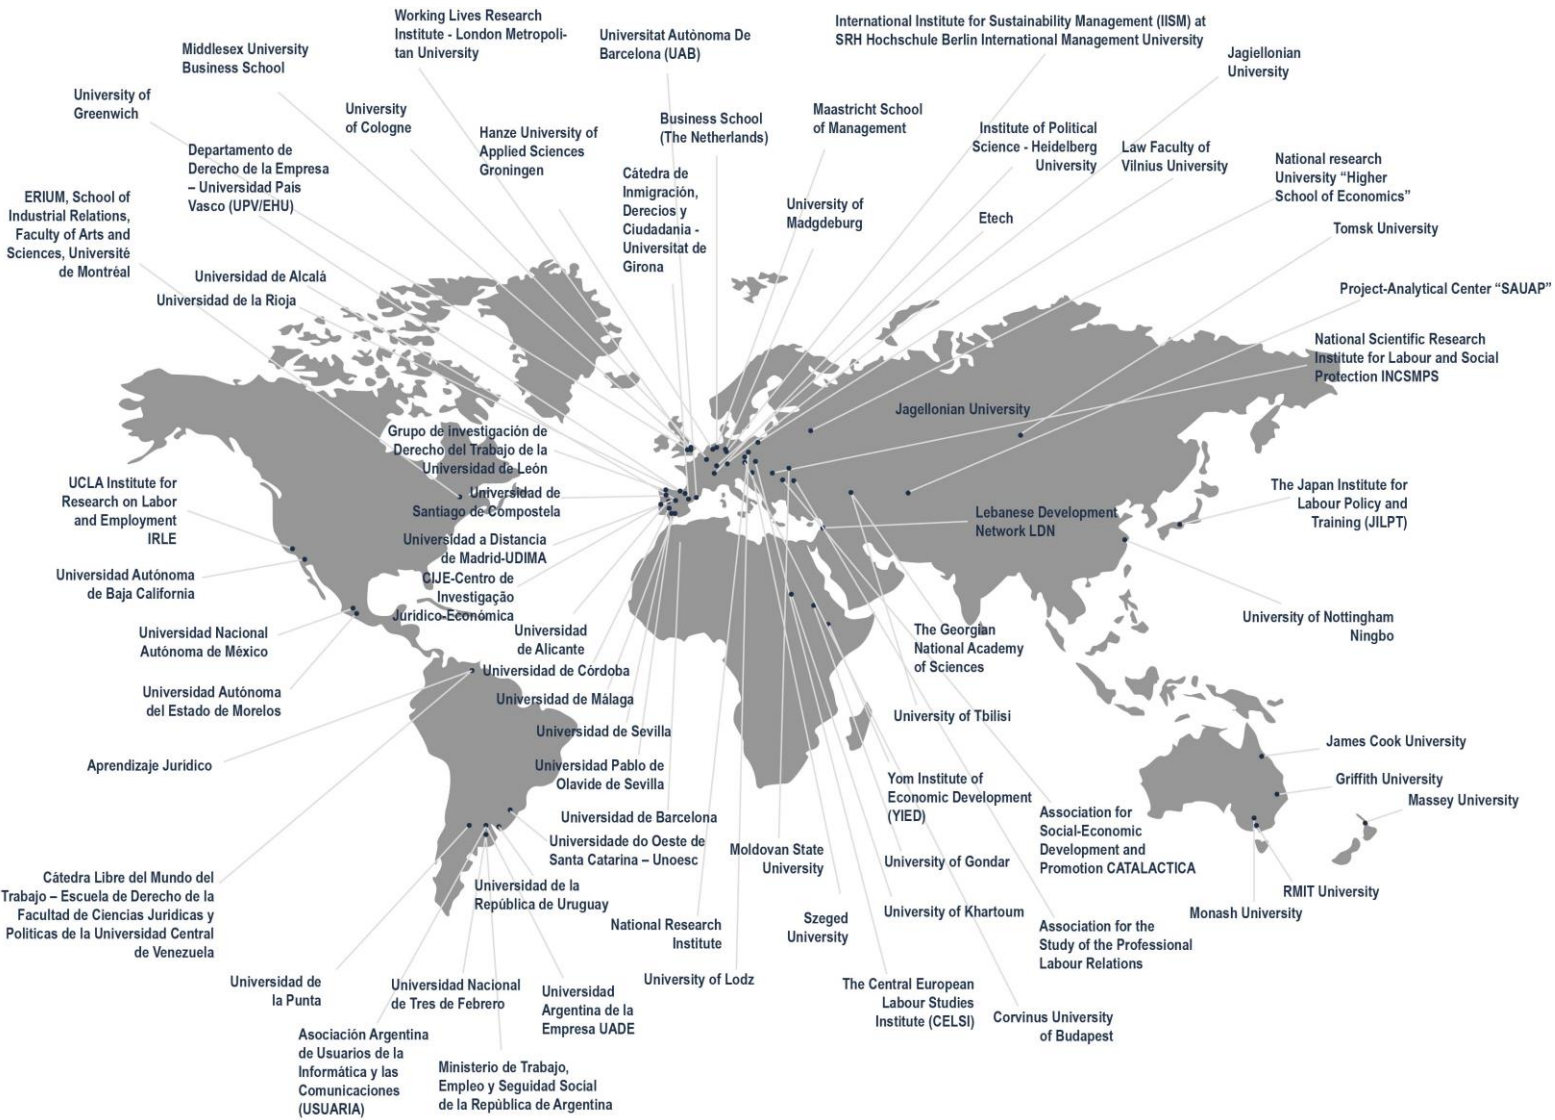 Working Lives Research
Institute - London Metropoli-
tan University
International Institute for Sustainability Management (IISM) at
SRH Hochschule Berlin International Management University
Universitat Autònoma De
Barcelona (UAB)
Middlesex University
Business School
Jagiellonian
University
University of
Greenwich
University
of Cologne
Hanze University of
Applied Sciences
Groningen
Business School
(The Netherlands)
Maastricht School
of Management
Institute of Political
Science - Heidelberg
University
Law Faculty of
Vilnius University
National research
University “Higher
School of Economics”
Departamento de
Derecho de la Empresa
– Universidad Pais
Vasco (UPV/EHU)
Cátedra de
Inmigración,
Derecios y
Ciudadania -
Universitat de
Girona
University of
Madgdeburg
Etech
Tomsk University
ERIUM, School of
Industrial Relations,
Faculty of Arts and
Sciences, Université
de Montréal
Universidad de Alcalá
Universidad de la Rioja
Project-Analytical Center “SAUAP”
National Scientific Research
Institute for Labour and Social
Protection INCSMPS
Jagellonian University
Grupo de investigación de
Derecho del Trabajo de la
Universidad de León
UCLA Institute for
Research on Labor
and Employment
IRLE
Universidad de
Santiago de Compostela
The Japan Institute for
Labour Policy and
Training (JILPT)
Lebanese Development
Network LDN
Universidad a Distancia
de Madrid-UDIMA
Universidad Autónoma
de Baja California
CIJE-Centro de
Investigação
Jurídico-Económica
Universidad Nacional
Autónoma de México
Universidad
de Alicante
The Georgian
National Academy
of Sciences
University of Nottingham
Ningbo
Universidad de Córdoba
Universidad Autónoma
del Estado de Morelos
Universidad de Málaga
University of Tbilisi
Universidad de Sevilla
James Cook University
Aprendizaje Juridico
Universidad Pablo de
Olavide de Sevilla
Yom Institute of
Economic Development
(YIED)
Griffith University
Massey University
Universidad de Barcelona
Association for
Social-Economic
Development and
Promotion CATALACTICA
Universidade do Oeste de
Santa Catarina – Unoesc
Moldovan State
University
University of Gondar
Cátedra Libre del Mundo del
Trabajo – Escuela de Derecho de la
Facultad de Ciencias Juridicas y
Politicas de la Universidad Central
de Venezuela
Universidad de la
República de Uruguay
RMIT University
Monash University
National Research
Institute
Szeged
University
University of Khartoum
Association for the
Study of the Professional
Labour Relations
Universidad de
la Punta
Universidad Nacional
de Tres de Febrero
Universidad
Argentina de la
Empresa UADE
University of Lodz
The Central European
Labour Studies
Institute (CELSI)
Corvinus University
of Budapest
Asociación Argentina
de Usuarios de la
Informática y las
Comunicaciones
(USUARIA)
Ministerio de Trabajo,
Empleo y Seguidad Social
de la República de Argentina